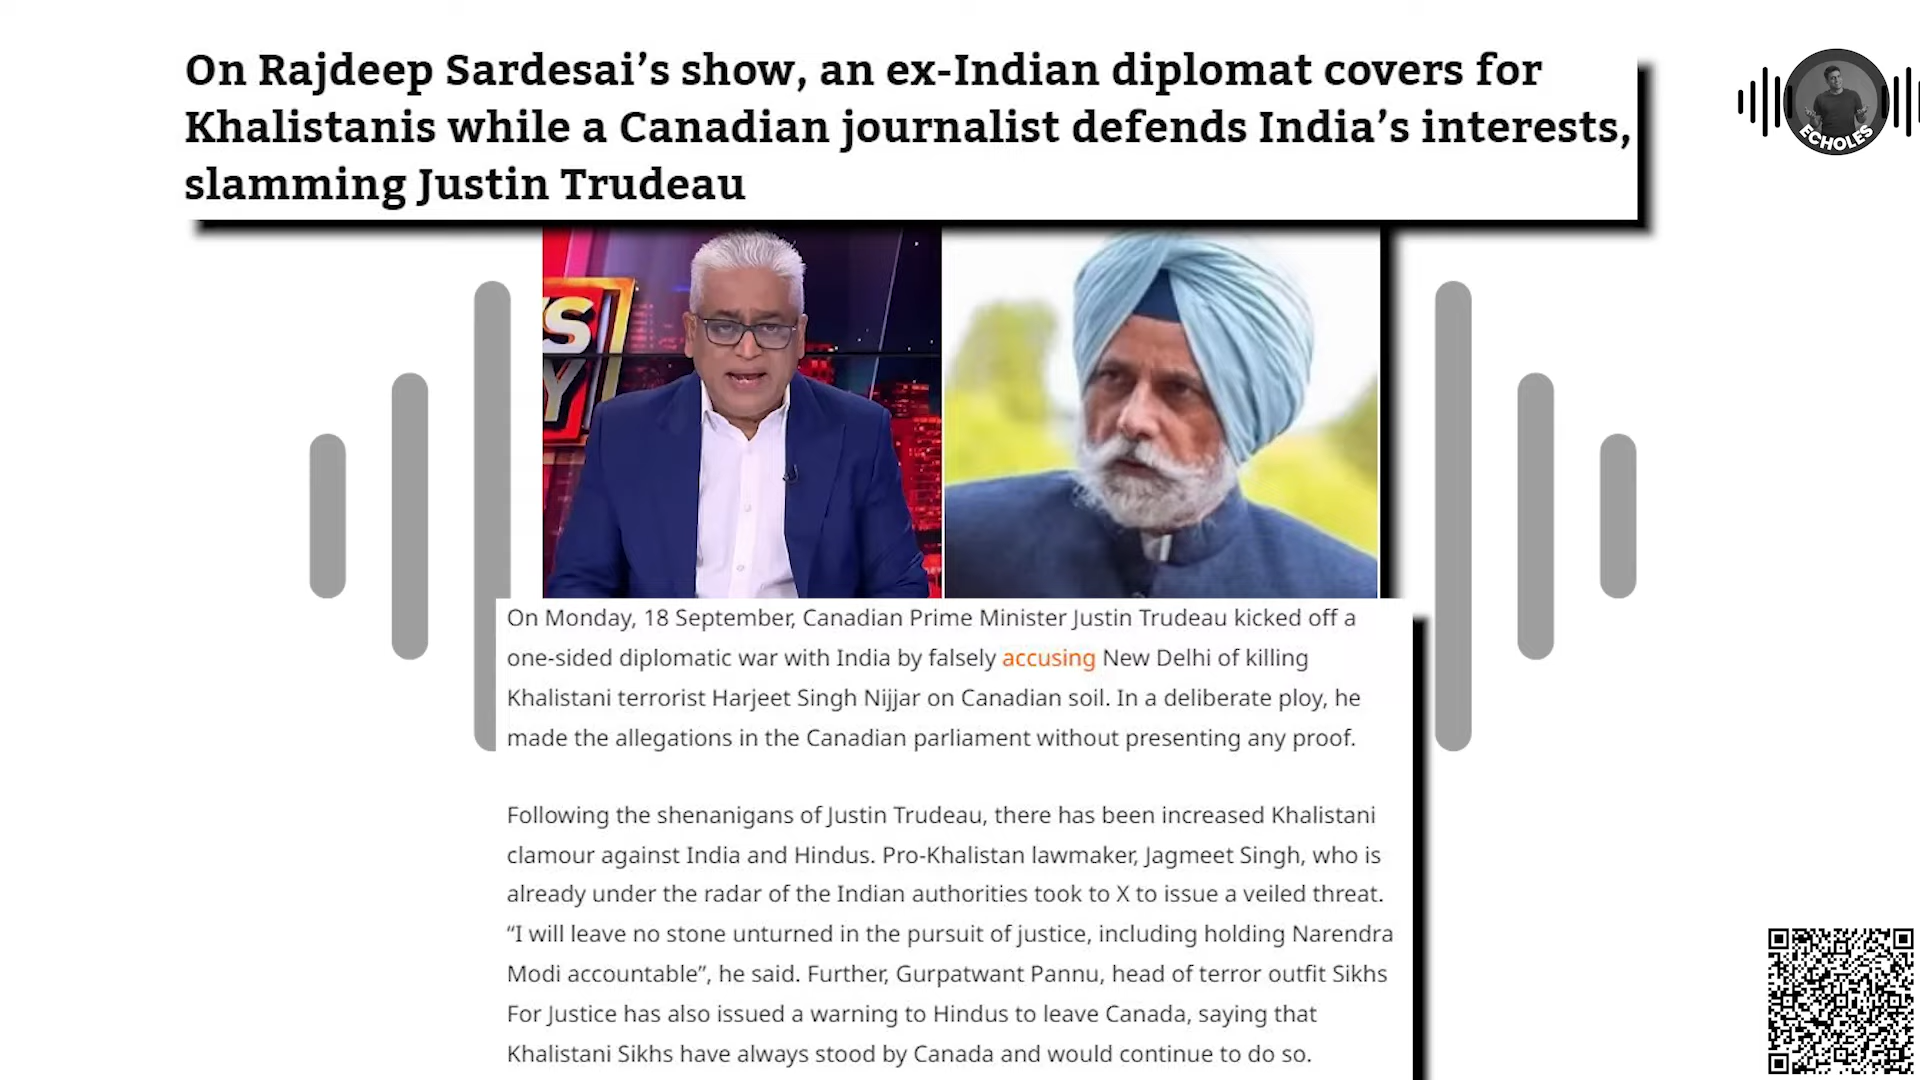 On Rajdeep Sardesai’s show, an ex-Indian diplomat covers for
Khalistanis while a Canadian journalist defends India’s interests,
slamming Justin Trudeau
ECHOLES
S
Y
On Monday, 18 September, Canadian Prime Minister Justin Trudeau kicked off a
one-sided diplomatic war with India by falsely accusing New Delhi of killing
Khalistani terrorist Harjeet Singh Nijjar on Canadian soil. In a deliberate ploy, he
made the allegations in the Canadian parliament without presenting any proof.
Following the shenanigans of Justin Trudeau, there has been increased Khalistani
clamour against India and Hindus. Pro-Khalistan lawmaker, Jagmeet Singh, who is
already under the radar of the Indian authorities took to X to issue a veiled threat.
“I will leave no stone unturned in the pursuit of justice, including holding Narendra
Modi accountable”, he said. Further, Gurpatwant Pannu, head of terror outfit Sikhs
For Justice has also issued a warning to Hindus to leave Canada, saying that
Khalistani Sikhs have always stood by Canada and would continue to do so.